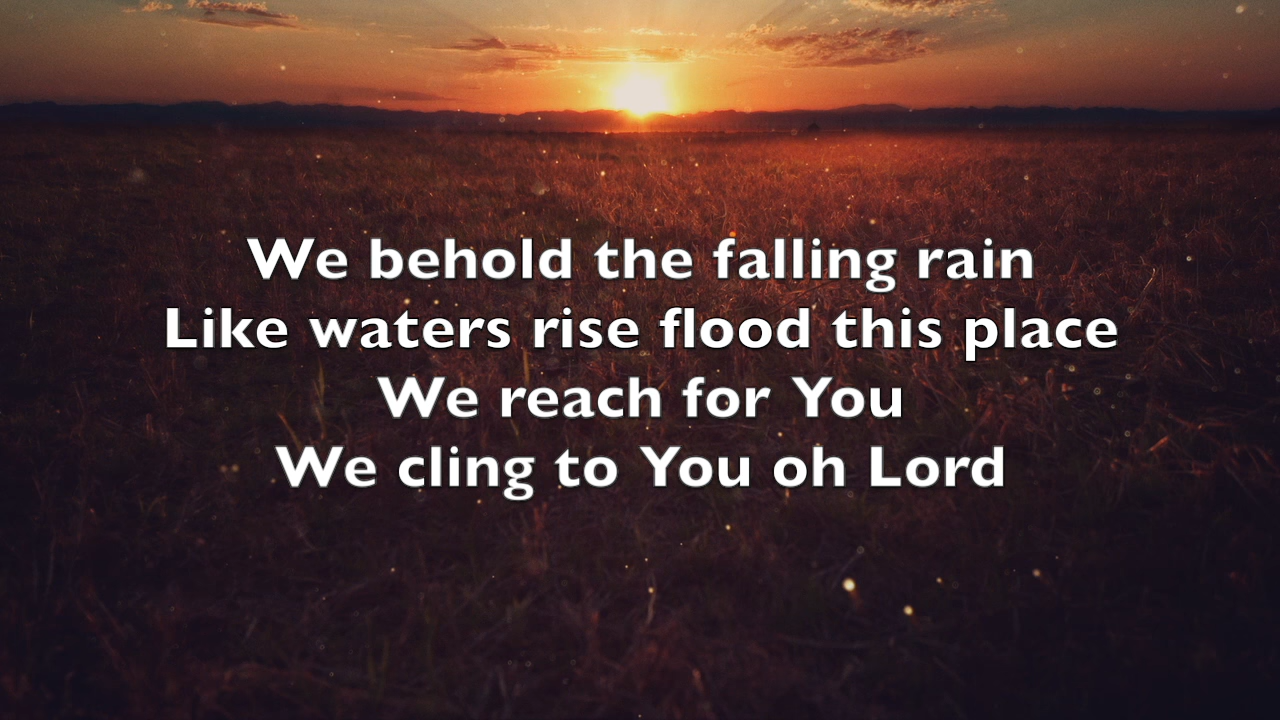 We behold the falling rain
Like waters rise flood this place
We reach for You
We cling to You oh Lord